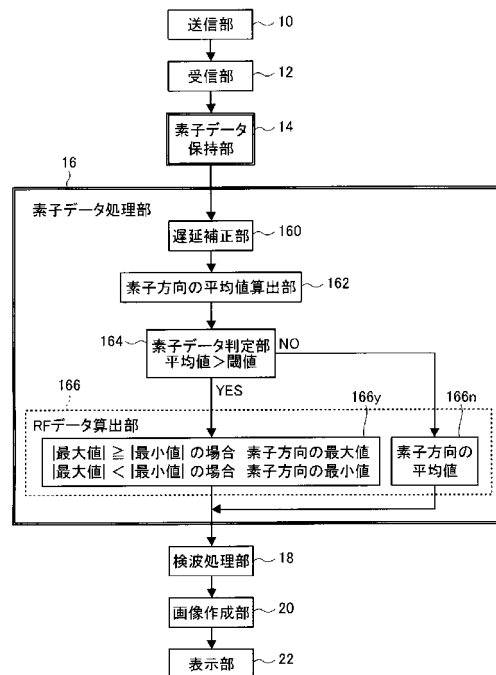 送信部
10
受信部
12
素子データ
保持部
14
16
素子データ処理部
遅延補正部
160
素子方向の平均値算出部
162
164
素子データ判定部
平均値>閾値
NO
YES
166
RFデータ算出部
166y
166n
|最大値| ≧ |最小値| の場合 素子方向の最大値
|最大値| < |最小値| の場合 素子方向の最小値
素子方向の
平均値
検波処理部
18
画像作成部
20
表示部
22